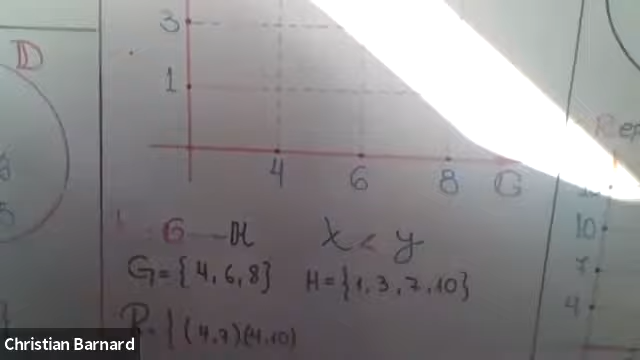 D
3
1
4 6 8 G
G — H x < y
G = {4, 6, 8} H = {1, 3, 7, 10}
R = {(4,7)(4,10)
10
7
4
Christian Barnard